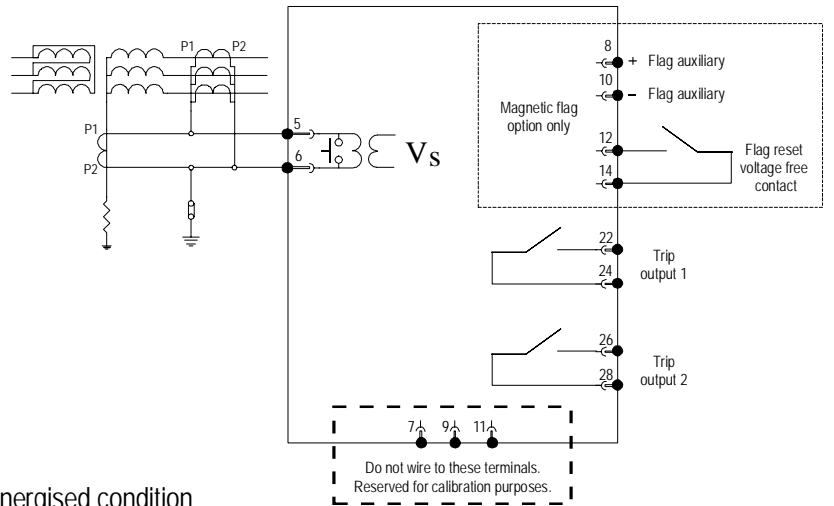 P1 P2
P1
P2
5
6
Vs
8
+ Flag auxiliary
10
– Flag auxiliary
Magnetic flag
option only
12
14
Flag reset
voltage free
contact
22
24
Trip
output 1
26
28
Trip
output 2
7 9 11
Do not wire to these terminals.
Reserved for calibration purposes.
condition